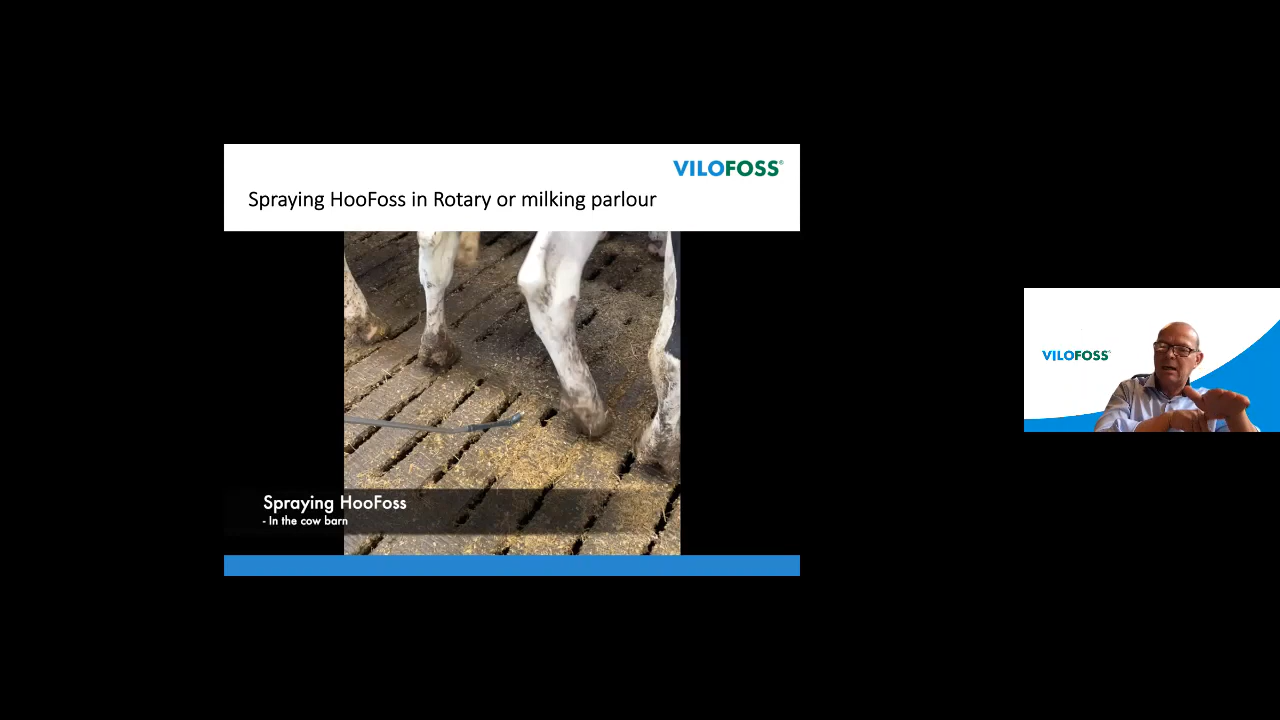 VILOFOSS®
Spraying HooFoss in Rotary or milking parlour
Spraying HooFoss
- In the cow barn
VILOFOSS®